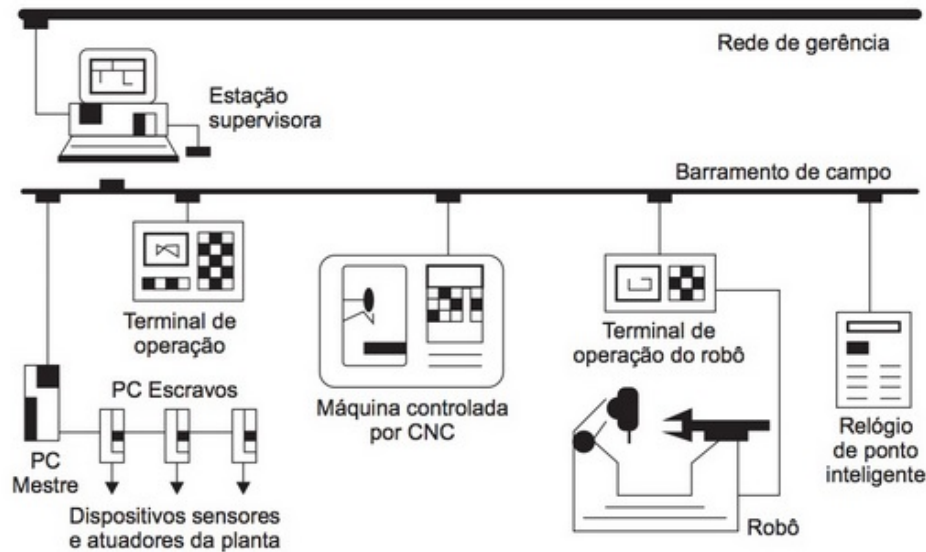 Rede de gerência
Estação
supervisora
Barramento de campo
Terminal de
operação
Terminal de
operação do robô
PC Escravos
Máquina controlada
por CNC
Relógio
de ponto
inteligente
PC
Mestre
Dispositivos sensores
e atuadores da planta
Robô